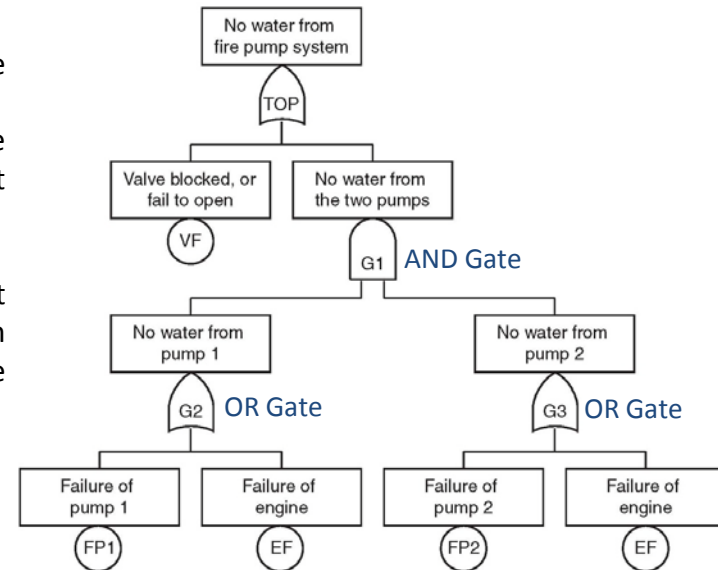 No water from
fire pump system
e
TOP
e
t
Valve blocked, or
fail to open
No water from
the two pumps
VF
G1
AND Gate
t
n
e
No water from
pump 1
No water from
pump 2
G2
OR Gate
G3
OR Gate
Failure of
pump 1
Failure of
engine
Failure of
pump 2
Failure of
engine
FP1
EF
FP2
EF